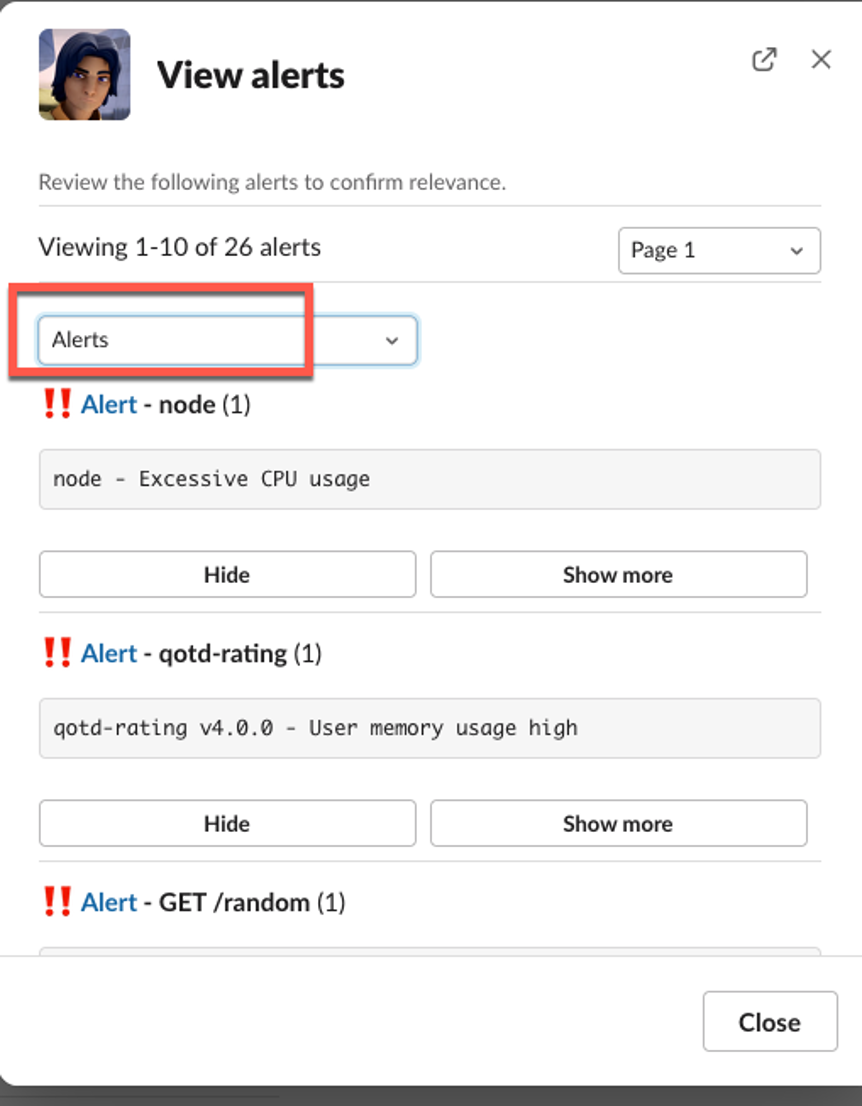 View alerts
Review the following alerts to confirm relevance.
Viewing 1-10 of 26 alerts
Page 1
Alerts
‼ Alert - node (1)
node - Excessive CPU usage
Hide
Show more
‼ Alert - qotd-rating (1)
qotd-rating v4.0.0 - User memory usage high
Hide
Show more
‼ Alert - GET /random (1)
Close